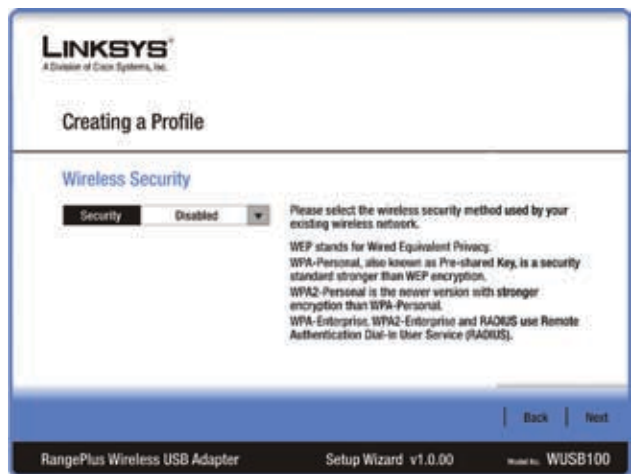 LINKSYS®
A Division of Cisco Systems, Inc.
Creating a Profile
Wireless Security
Security Disabled
Please select the wireless security method used by your
existing wireless network.
WEP stands for Wired Equivalent Privacy.
WPA-Personal, also known as Pre-shared Key, is a security
standard stronger than WEP encryption.
WPA2-Personal is the newer version with stronger
encryption than WPA-Personal.
WPA-Enterprise, WPA2-Enterprise and RADIUS use Remote
Authentication Dial-In User Service (RADIUS).
Back Next
RangePlus Wireless USB Adapter Setup Wizard v1.0.00 Model No. WUSB100